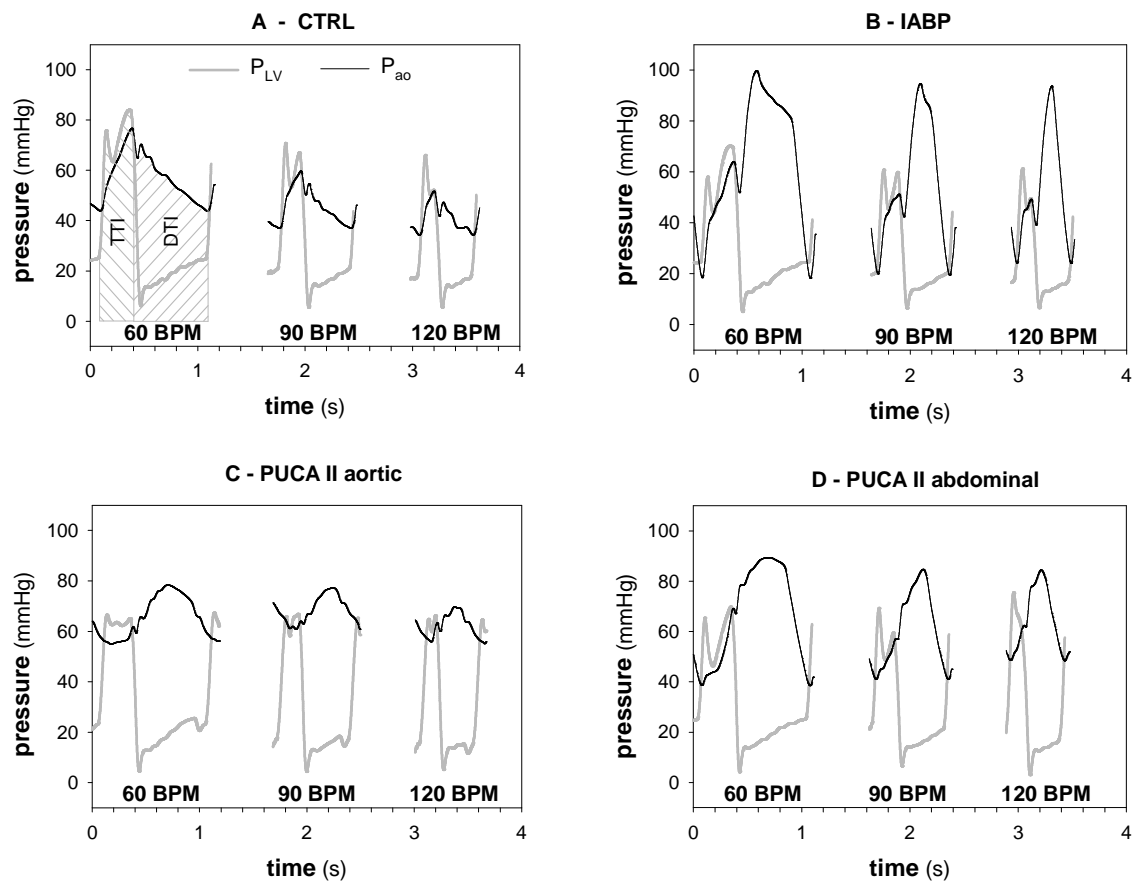 A - CTRL
P_LV P_ao
100
80
60
40
20
0
pressure (mmHg)
TTI DTI
60 BPM 90 BPM 120 BPM
0 1 2 3 4
time (s)
B - IABP
100
80
60
40
20
0
pressure (mmHg)
60 BPM 90 BPM 120 BPM
0 1 2 3 4
time (s)
C - PUCA II aortic
100
80
60
40
20
0
pressure (mmHg)
60 BPM 90 BPM 120 BPM
0 1 2 3 4
time (s)
D - PUCA II abdominal
100
80
60
40
20
0
pressure (mmHg)
60 BPM 90 BPM 120 BPM
0 1 2 3 4
time (s)